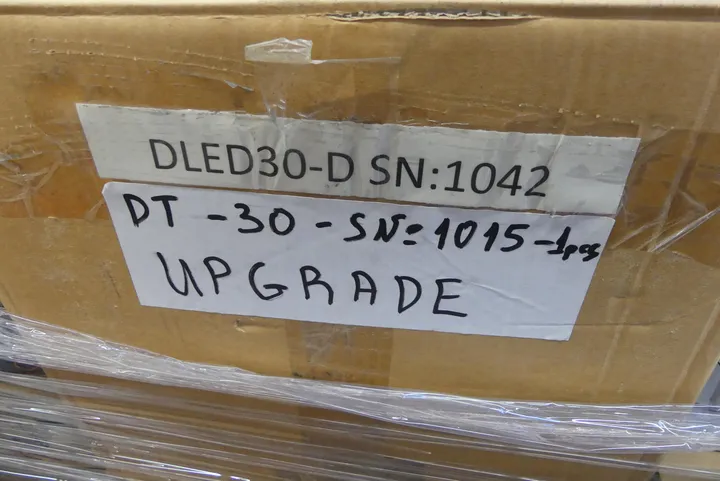 DLED30-D SN:1042
DT -30 - SN:1015-1pcs
UPGRADE